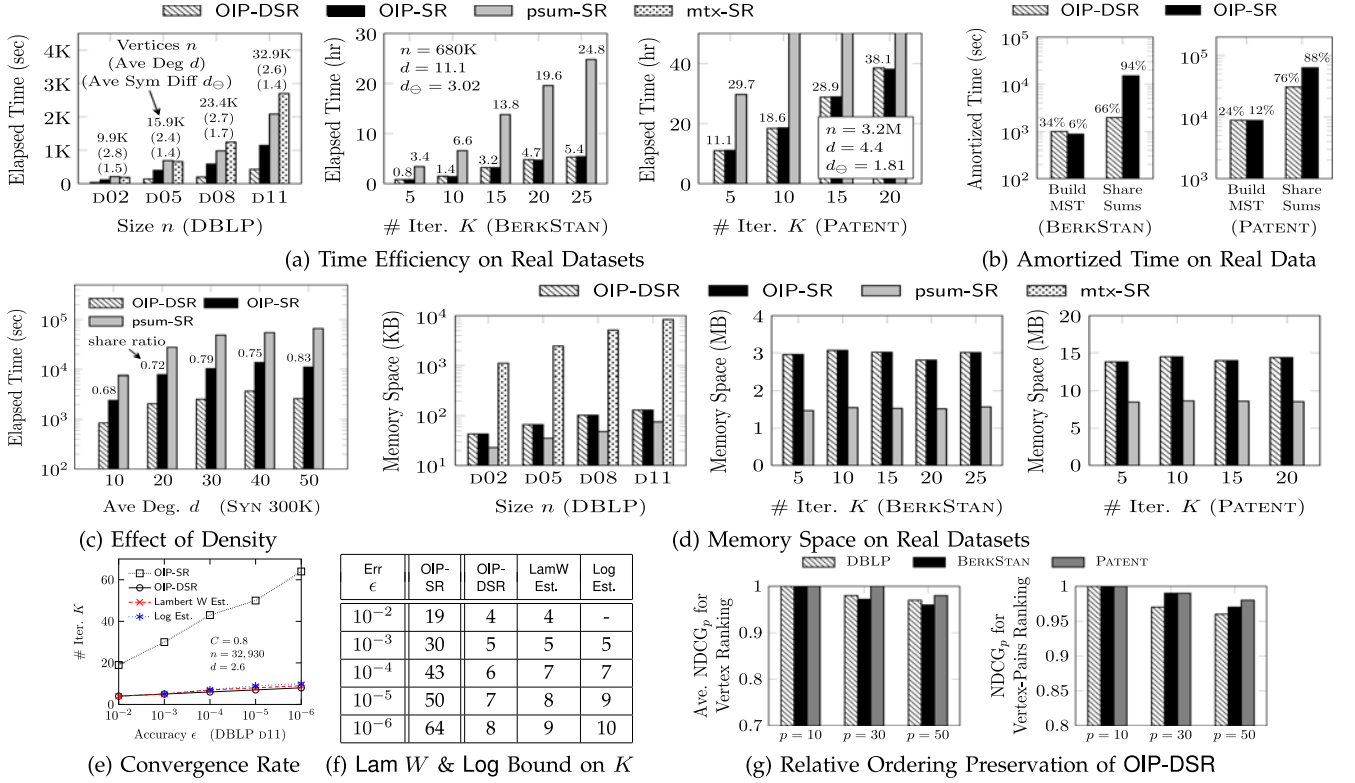 OIP-DSR OIP-SR psum-SR mtx-SR
Elapsed Time (sec)
4K
3K
2K
1K
0
Vertices n
(Ave Deg d)
(Ave Sym Diff d⊖)
9.9K
(2.8)
(1.5)
15.9K
(2.4)
(1.4)
23.4K
(2.7)
(1.7)
32.9K
(2.6)
(1.4)
D02 D05 D08 D11
Size n (DBLP)
Elapsed Time (hr)
30
20
10
0
n = 680K
d = 11.1
d⊖ = 3.02
0.8 3.4 1.4 6.6 3.2 13.8 4.7 19.6 5.4 24.8
5 10 15 20 25
# Iter. K (BERKSTAN)
Elapsed Time (hr)
40
20
0
11.1 29.7 18.6 28.9 38.1
n = 3.2M
d = 4.4
d⊖ = 1.81
5 10 15 20
# Iter. K (PATENT)
(a) Time Efficiency on Real Datasets
OIP-DSR OIP-SR
Amortized Time (sec)
10^5
10^4
10^3
10^2
34% 6% 66% 94%
Build MST
Share Sums
(BERKSTAN)
10^5
10^4
10^3
24% 12% 76% 88%
Build MST
Share Sums
(PATENT)
(b) Amortized Time on Real Data
OIP-DSR OIP-SR
psum-SR
share ratio
Elapsed Time (sec)
10^5
10^4
10^3
10^2
0.68 0.72 0.79 0.75 0.83
10 20 30 40 50
Ave Deg. d (SYN 300K)
(c) Effect of Density
OIP-DSR OIP-SR psum-SR mtx-SR
Memory Space (KB)
10^4
10^3
10^2
10^1
D02 D05 D08 D11
Size n (DBLP)
Memory Space (MB)
4
3
2
1
0
5 10 15 20 25
# Iter. K (BERKSTAN)
Memory Space (MB)
20
15
10
5
0
5 10 15 20
# Iter. K (PATENT)
(d) Memory Space on Real Datasets
# Iter. K
60
40
20
0
OIP-SR
OIP-DSR
Lambert W Est.
Log Est.
C = 0.8
n = 32,930
d = 2.6
10^−2 10^−3 10^−4 10^−5 10^−6
Accuracy ϵ (DBLP D11)
(e) Convergence Rate
Err ϵ OIP-SR OIP-DSR LamW Est. Log Est.
10^−2 19 4 4 -
10^−3 30 5 5 5
10^−4 43 6 7 7
10^−5 50 7 8 9
10^−6 64 8 9 10
(f) Lam W & Log Bound on K
DBLP BERKSTAN PATENT
Ave. NDCGp for
Vertex Ranking
1
0.9
0.8
0.7
p = 10 p = 30 p = 50
NDCGp for
Vertex-Pairs Ranking
1
0.95
0.9
0.85
0.8
p = 10 p = 30 p = 50
(g) Relative Ordering Preservation of OIP-DSR